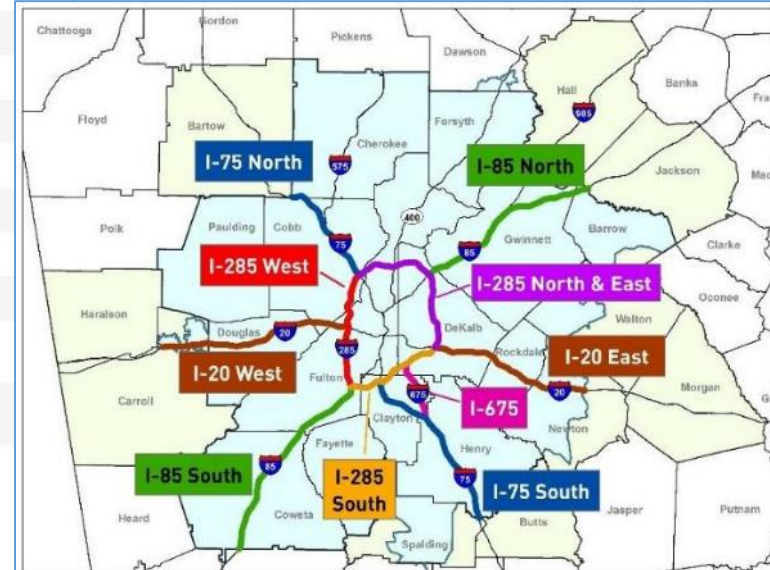 Chattooga
Gordon
Pickens
Dawson
Hall
Banks
Floyd
Bartow
Cherokee
Forsyth
985
I-75 North
575
I-85 North
Jackson
400
Polk
Paulding
Cobb
75
85
Gwinnett
Barrow
Clarke
I-285 West
I-285 North & East
Oconee
Haralson
Douglas
20
285
DeKalb
Rockdale
Walton
I-20 West
Fulton
I-20 East
20
Morgan
Carroll
675
I-675
Clayton
Newton
Fayette
Henry
I-85 South
85
I-285
South
75
I-75 South
Heard
Coweta
Spalding
Butts
Jasper
Putnam